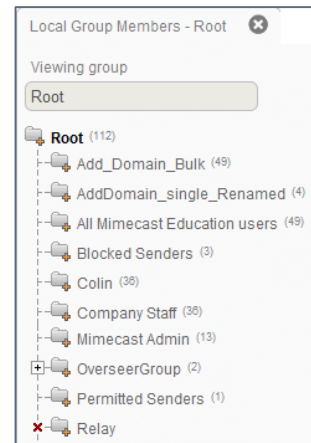 Local Group Members - Root
Viewing group
Root
Root (112)
Add_Domain_Bulk (49)
AddDomain_single_Renamed (4)
All Mimecast Education users (49)
Blocked Senders (3)
Colin (36)
Company Staff (36)
Mimecast Admin (13)
OverseerGroup (2)
Permitted Senders (1)
Relay